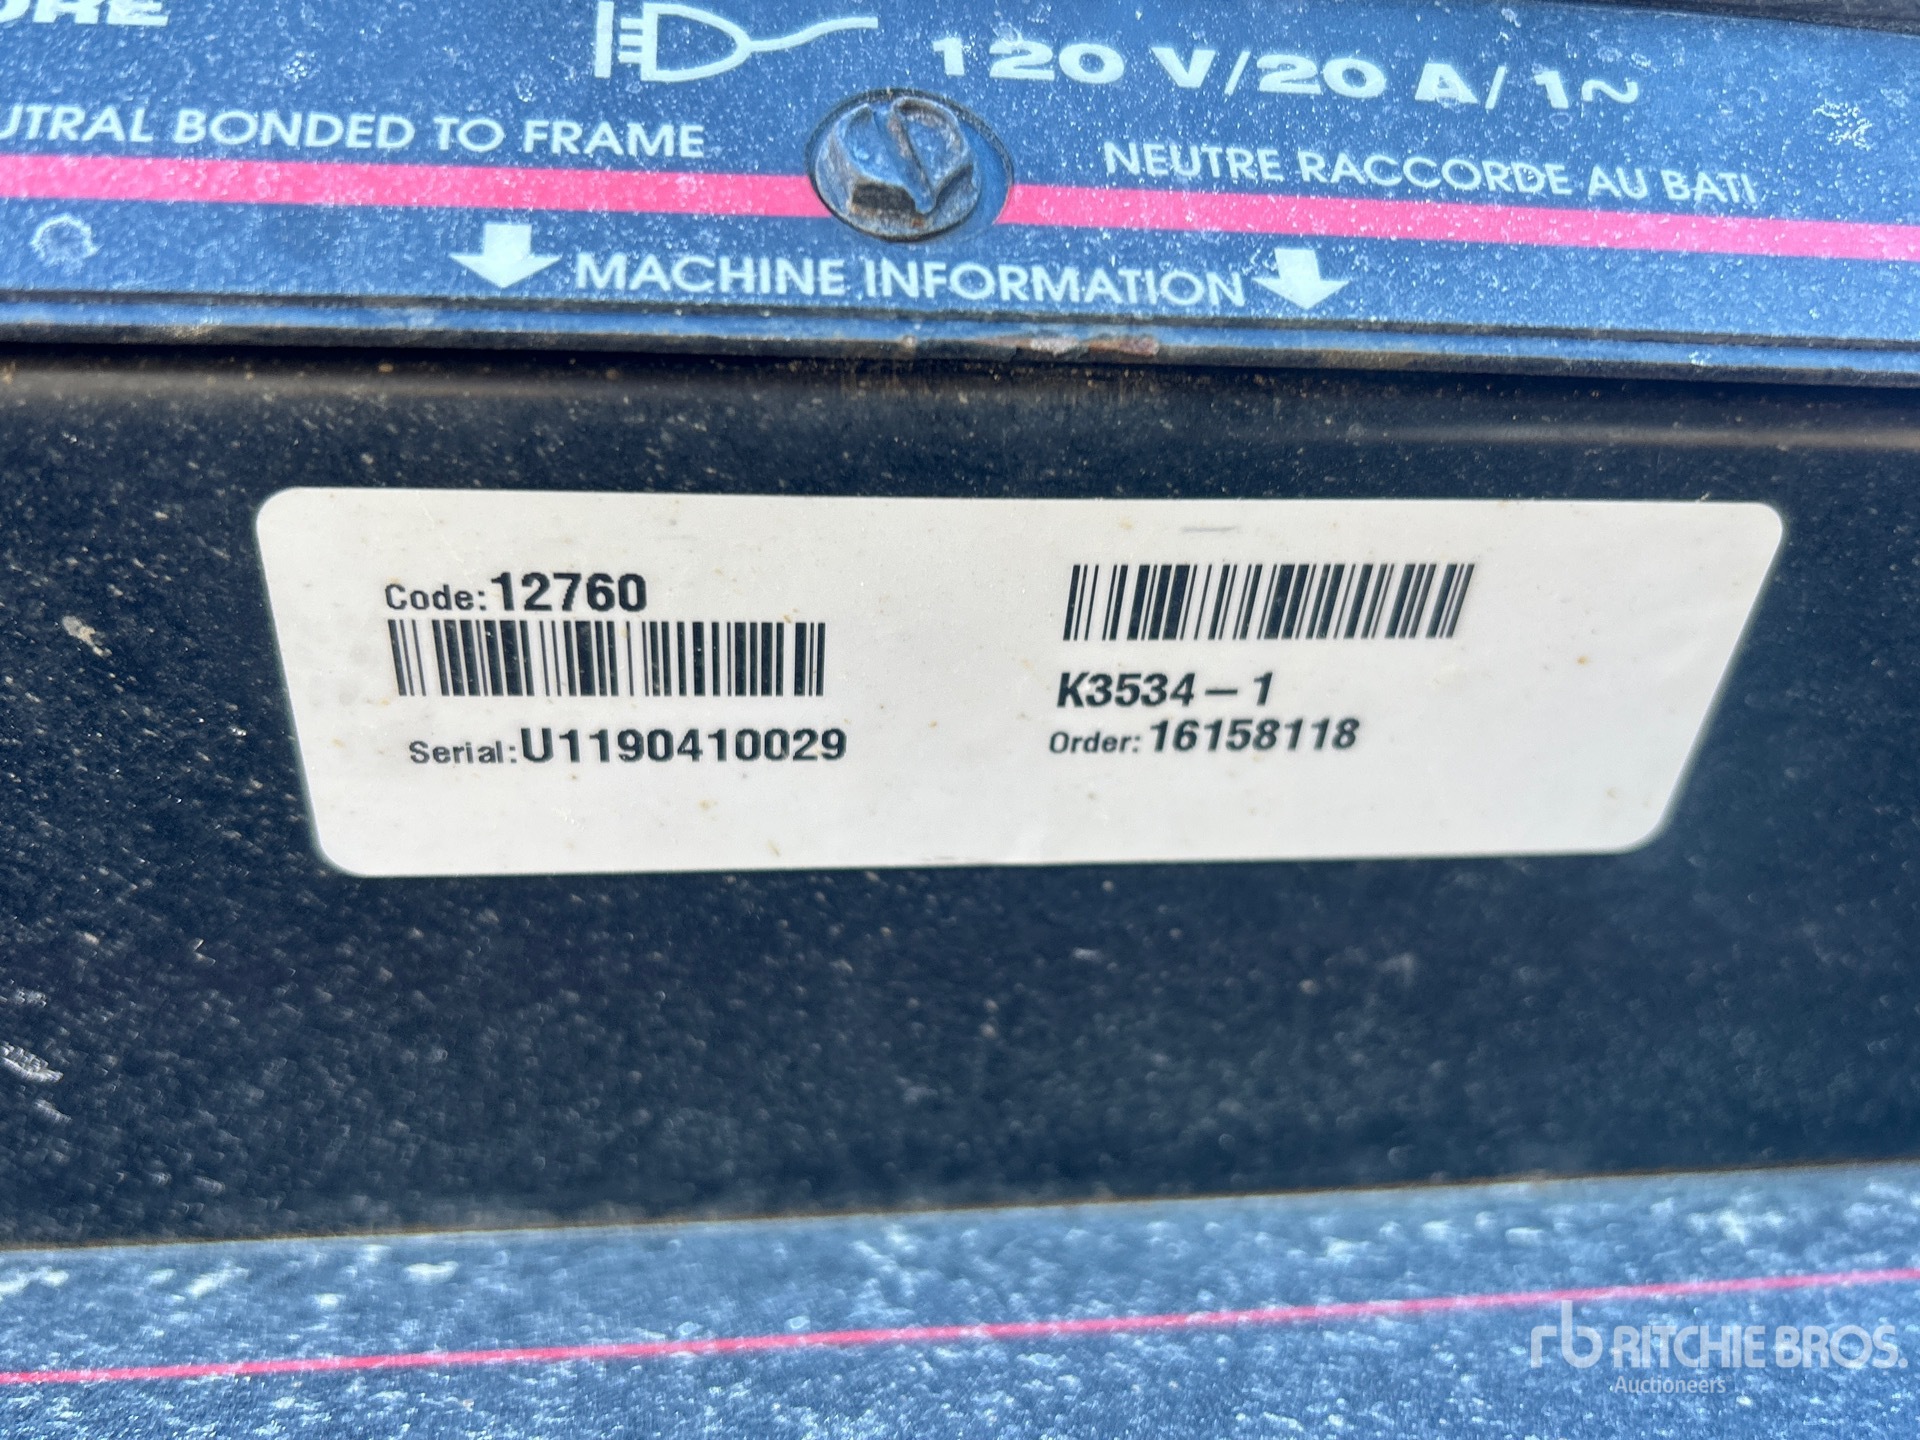 120 V/20 A/1~
BONDED TO FRAME
NEUTRE RACCORDE AU BATI
MACHINE INFORMATION
Code:12760
Serial:U1190410029
K3534-1
Order:16158118
rb RITCHIE BROS.
Auctioneers